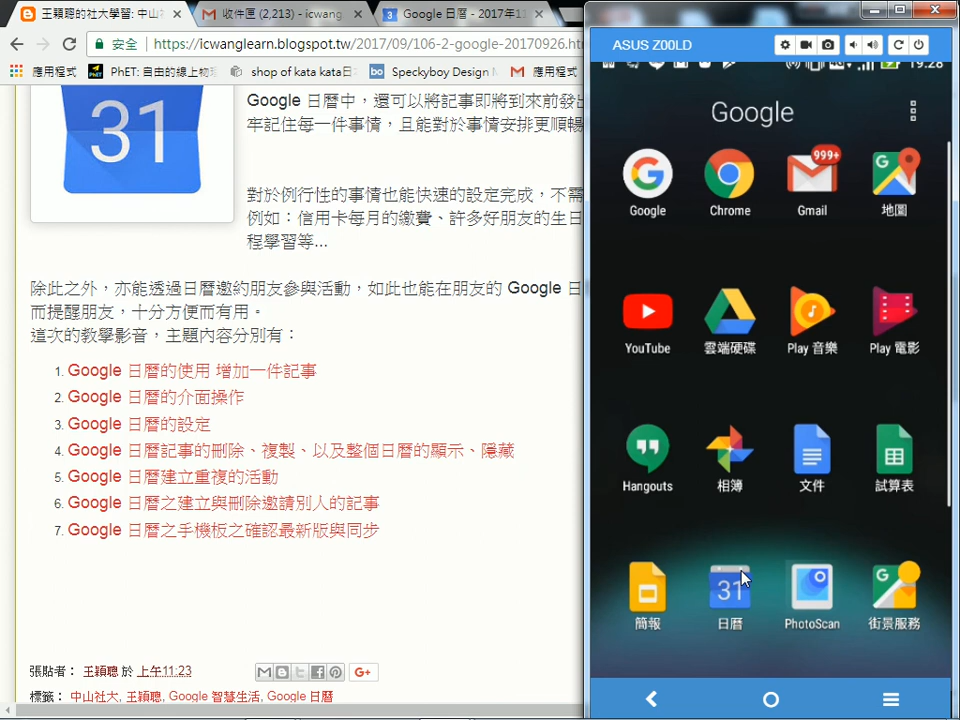 王穎聰的社大學習: 中山社
收件匣 (2,213) - icwang
Google 日曆 - 2017年11
安全
https://icwanglearn.blogspot.tw/2017/09/106-2-google-20170926.htm
應用程式
PhET: 自由的線上物理
shop of kata kata日
Speckyboy Design M
應用程式
31
Google 日曆中，還可以將記事即將到來前發出
牢記住每一件事情，且能對於事情安排更順暢
對於例行性的事情也能快速的設定完成，不需
例如：信用卡每月的繳費、許多好朋友的生日
程學習等...
除此之外，亦能透過日曆邀約朋友參與活動，如此也能在朋友的 Google 日
而提醒朋友，十分方便而有用。
這次的教學影音，主題內容分別有：
1. Google 日曆的使用 增加一件記事
2. Google 日曆的介面操作
3. Google 日曆的設定
4. Google 日曆記事的刪除、複製、以及整個日曆的顯示、隱藏
5. Google 日曆建立重複的活動
6. Google 日曆之建立與刪除邀請別人的記事
7. Google 日曆之手機板之確認最新版與同步
張貼者： 王穎聰 於 上午11:23
G+
標籤： 中山社大, 王穎聰, Google 智慧生活, Google 日曆
ASUS Z00LD
19:28
Google
999+
Google
Chrome
Gmail
地圖
YouTube
雲端硬碟
Play 音樂
Play 電影
Hangouts
相簿
文件
試算表
31
簡報
日曆
PhotoScan
街景服務